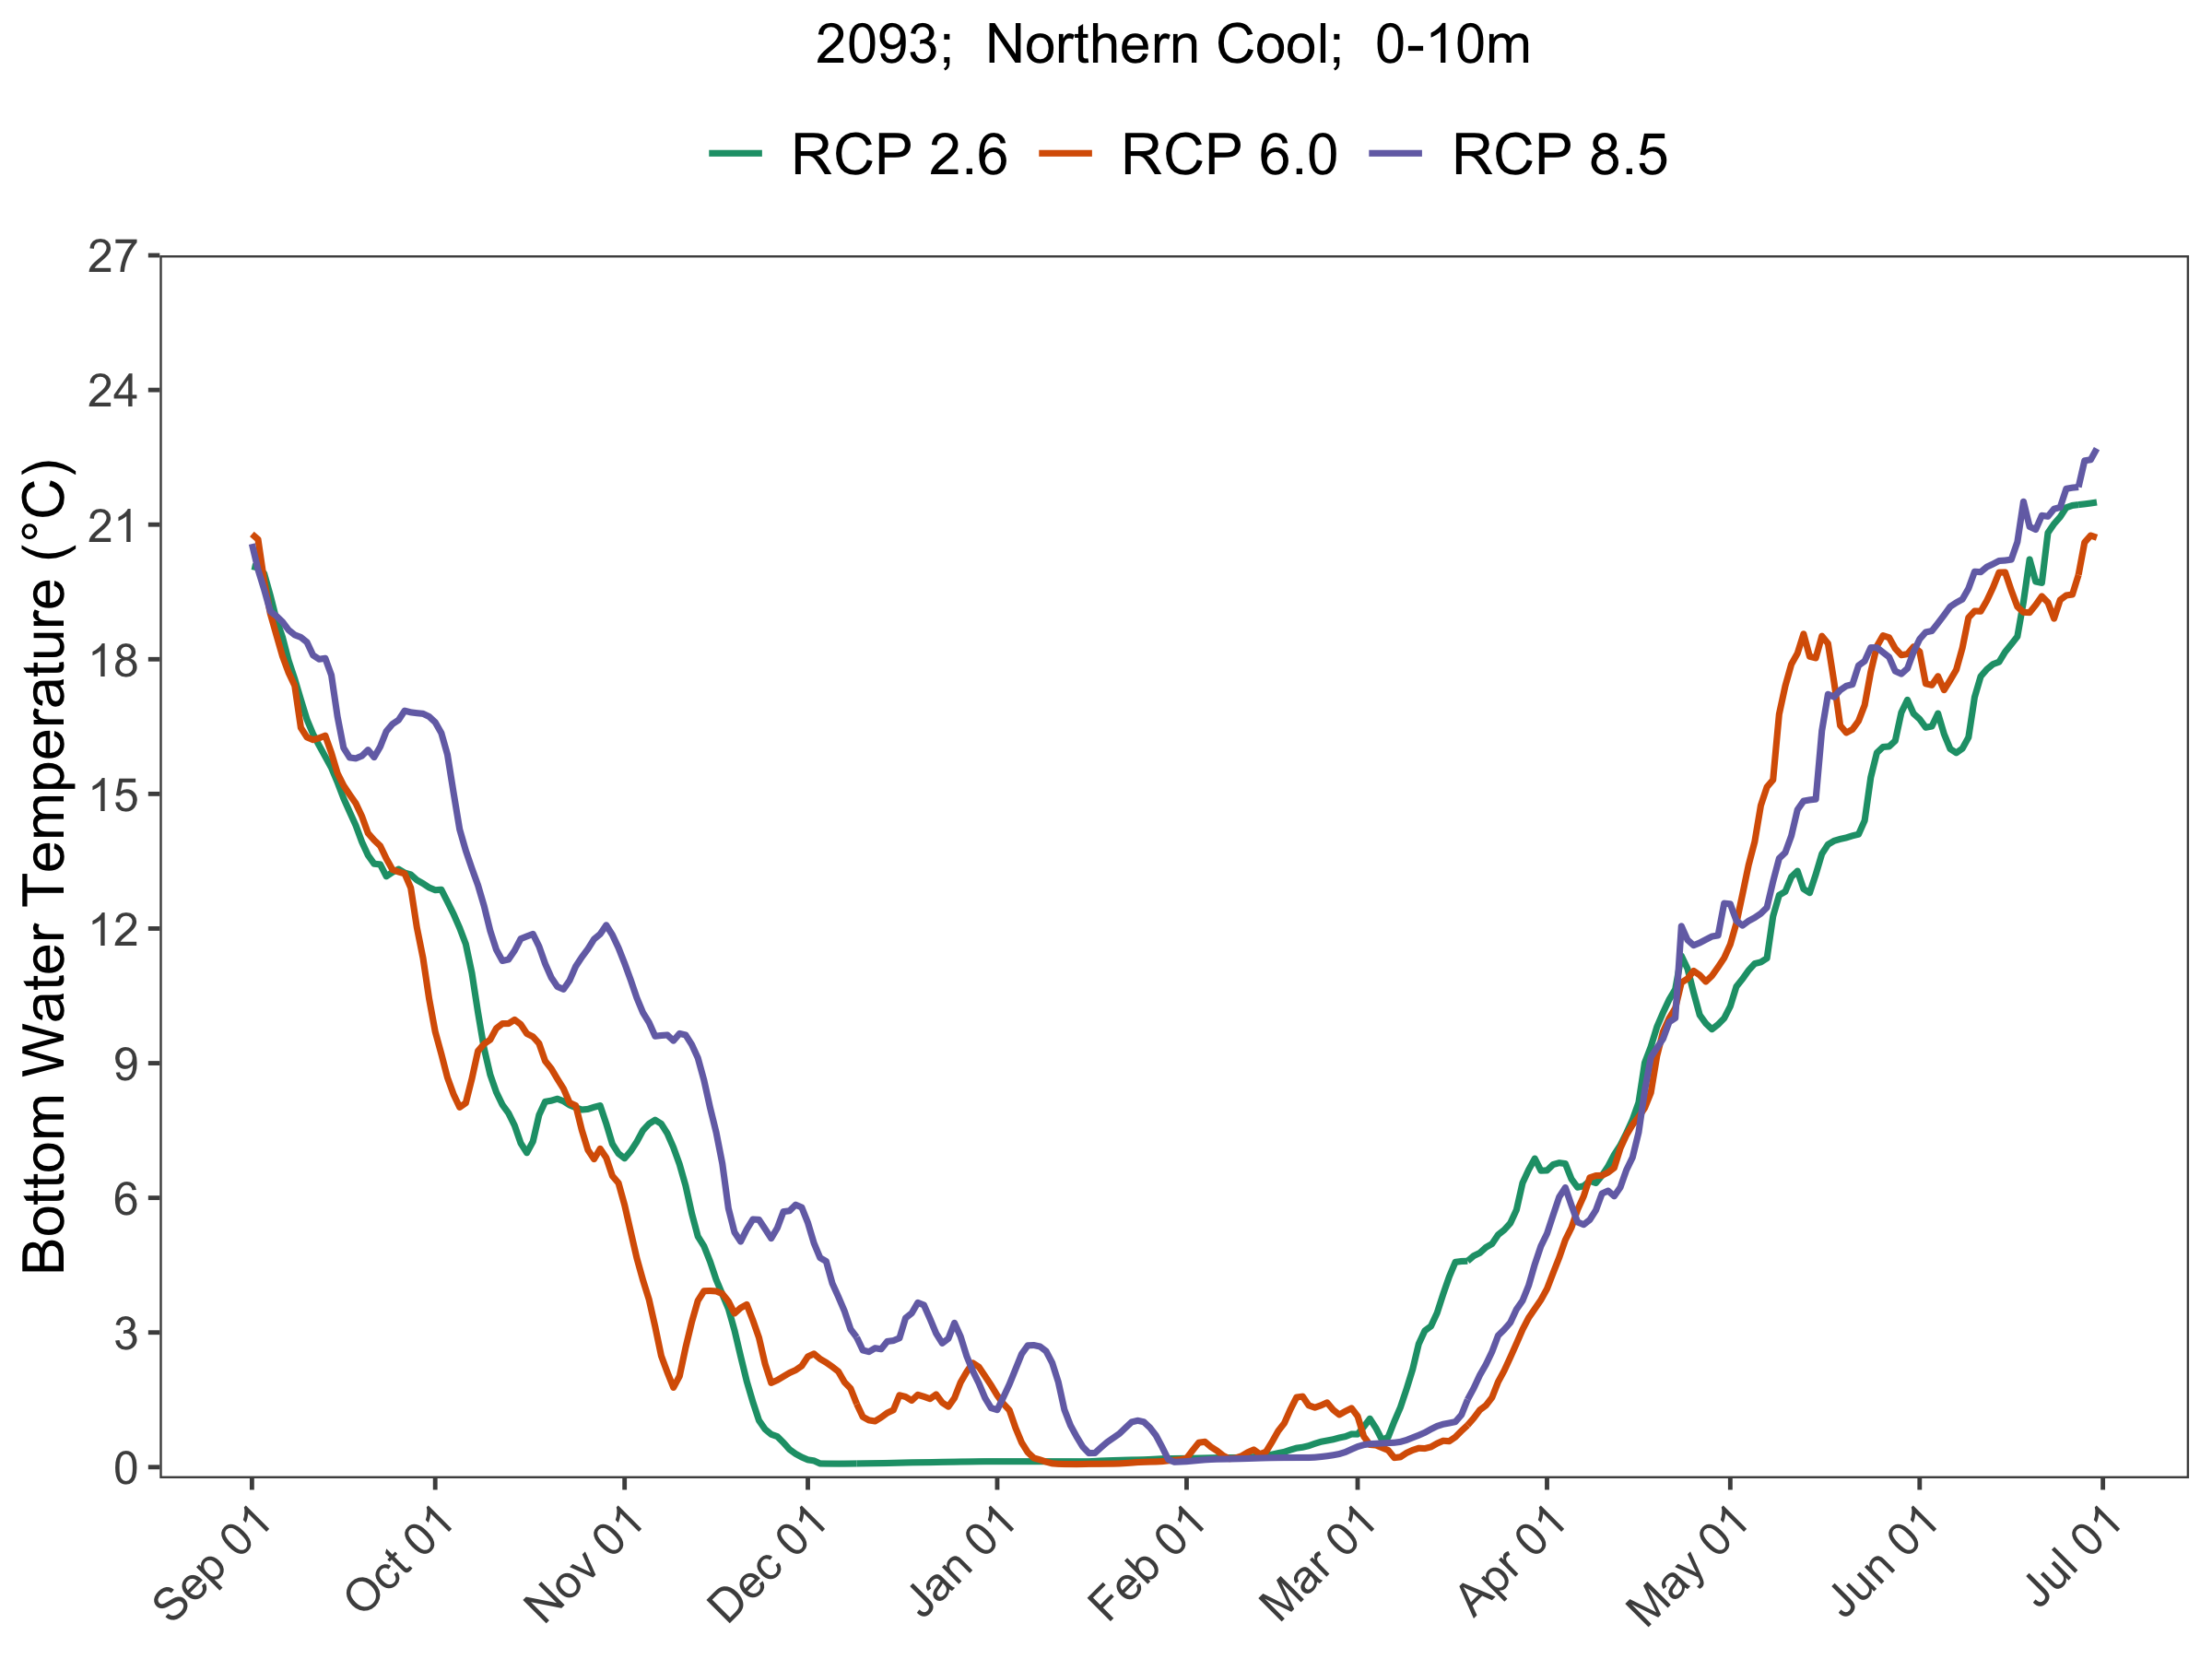 2093;  Northern Cool;  0-10m
RCP 2.6 RCP 6.0 RCP 8.5
Bottom Water Temperature (°C)
27
24
21
18
15
12
9
6
3
0
Sep 01 Oct 01 Nov 01 Dec 01 Jan 01 Feb 01 Mar 01 Apr 01 May 01 Jun 01 Jul 01